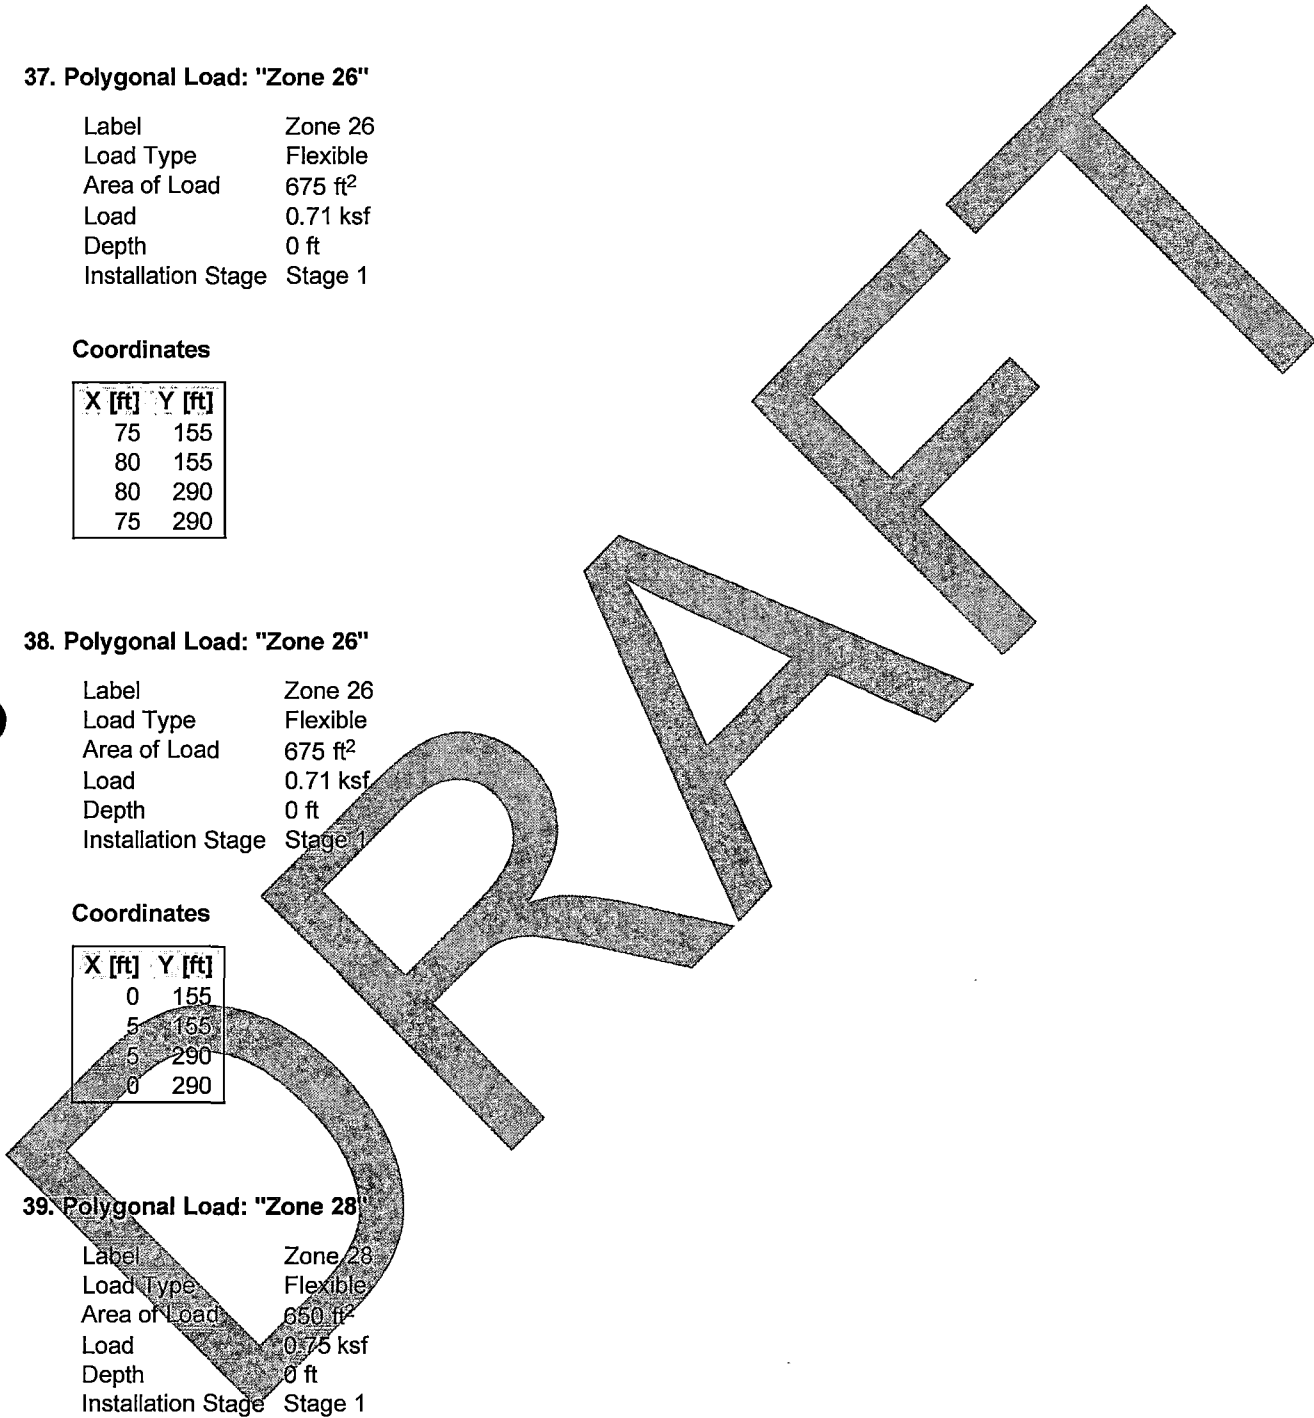 37. Polygonal Load: "Zone 26"
Label Zone 26
Load Type Flexible
Area of Load 675 ft²
Load 0.71 ksf
Depth 0 ft
Installation Stage Stage 1
Coordinates
X [ft] Y [ft]
75 155
80 155
80 290
75 290
38. Polygonal Load: "Zone 26"
Label Zone 26
Load Type Flexible
Area of Load 675 ft²
Load 0.71 ksf
Depth 0 ft
Installation Stage Stage 1
Coordinates
X [ft] Y [ft]
0 155
5 155
5 290
0 290
39. Polygonal Load: "Zone 28"
Label Zone 28
Load Type Flexible
Area of Load 650 ft²
Load 0.75 ksf
Depth 0 ft
Installation Stage Stage 1
DRAFT